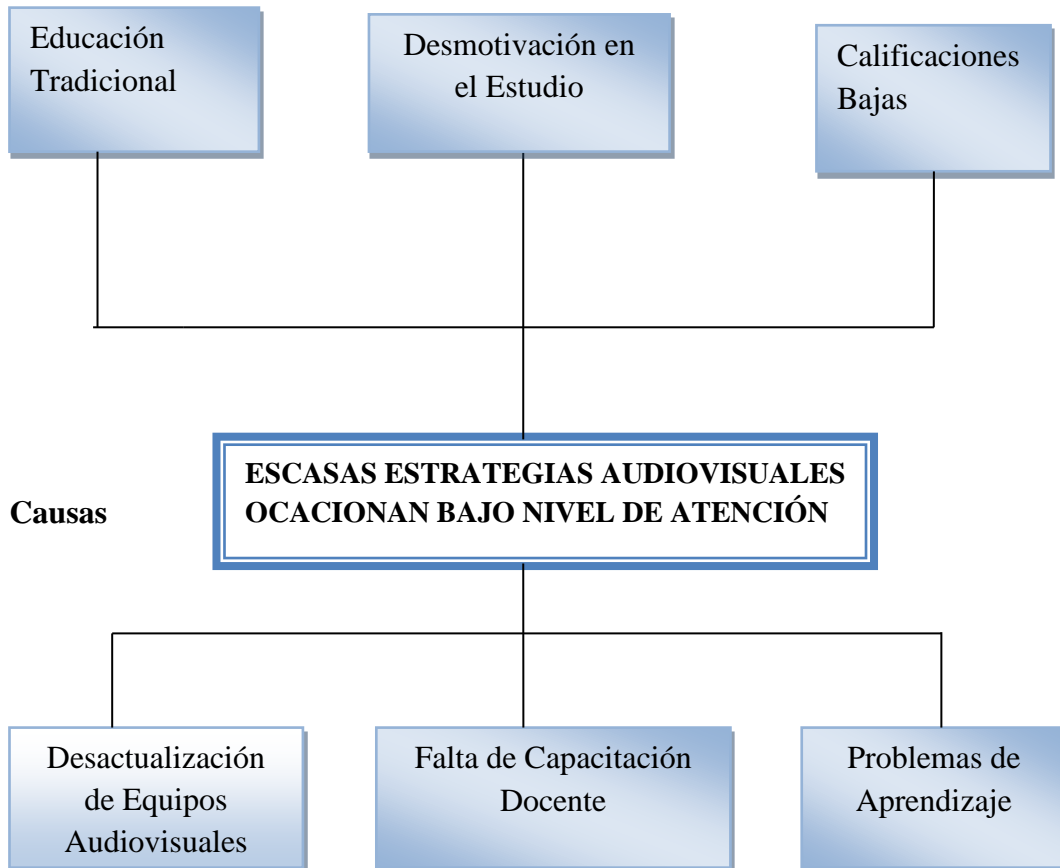 Educación
Tradicional
Desmotivación en
el Estudio
Calificaciones
Bajas
Causas
ESCASAS ESTRATEGIAS AUDIOVISUALES
OCACIONAN BAJO NIVEL DE ATENCIÓN
Desactualización
de Equipos
Audiovisuales
Falta de Capacitación
Docente
Problemas de
Aprendizaje